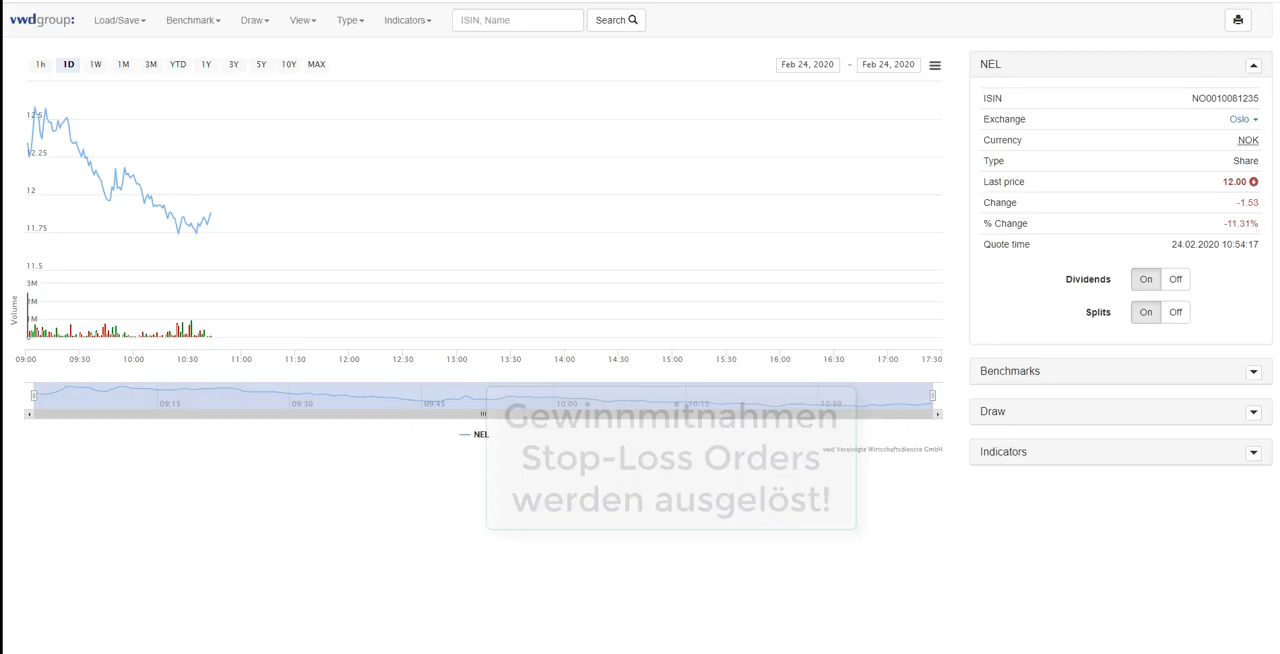 vwdgroup:
Load/Save
Benchmark
Draw
View
Type
Indicators
ISIN, Name
Search
1h 1D 1W 1M 3M YTD 1Y 3Y 5Y 10Y MAX
Feb 24, 2020 - Feb 24, 2020
12.5
12.25
12
11.75
11.5
3M
2M
1M
0
Volume
09:00 09:30 10:00 10:30 11:00 11:30 12:00 12:30 13:00 13:30 14:00 14:30 15:00 15:30 16:00 16:30 17:00 17:30
09:15 09:30 09:45 10:00 10:15 10:30
NEL
vwd Vereinigte Wirtschaftsdienste GmbH
Gewinnmitnahmen
Stop-Loss Orders
werden ausgelöst!
NEL
ISIN NO0010081235
Exchange Oslo
Currency NOK
Type Share
Last price 12.00
Change -1.53
% Change -11.31%
Quote time 24.02.2020 10:54:17
Dividends On Off
Splits On Off
Benchmarks
Draw
Indicators